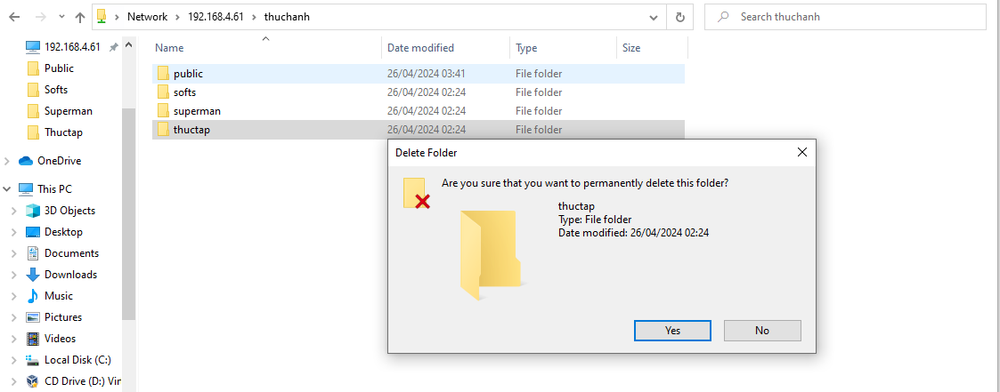 Network > 192.168.4.61 > thuchanh
Search thuchanh
192.168.4.61
Public
Softs
Superman
Thuctap
OneDrive
This PC
3D Objects
Desktop
Documents
Downloads
Music
Pictures
Videos
Local Disk (C:)
CD Drive (D:) Vir
Name Date modified Type Size
public 26/04/2024 03:41 File folder
softs 26/04/2024 02:24 File folder
superman 26/04/2024 02:24 File folder
thuctap 26/04/2024 02:24 File folder
Delete Folder
Are you sure that you want to permanently delete this folder?
thuctap
Type: File folder
Date modified: 26/04/2024 02:24
Yes No